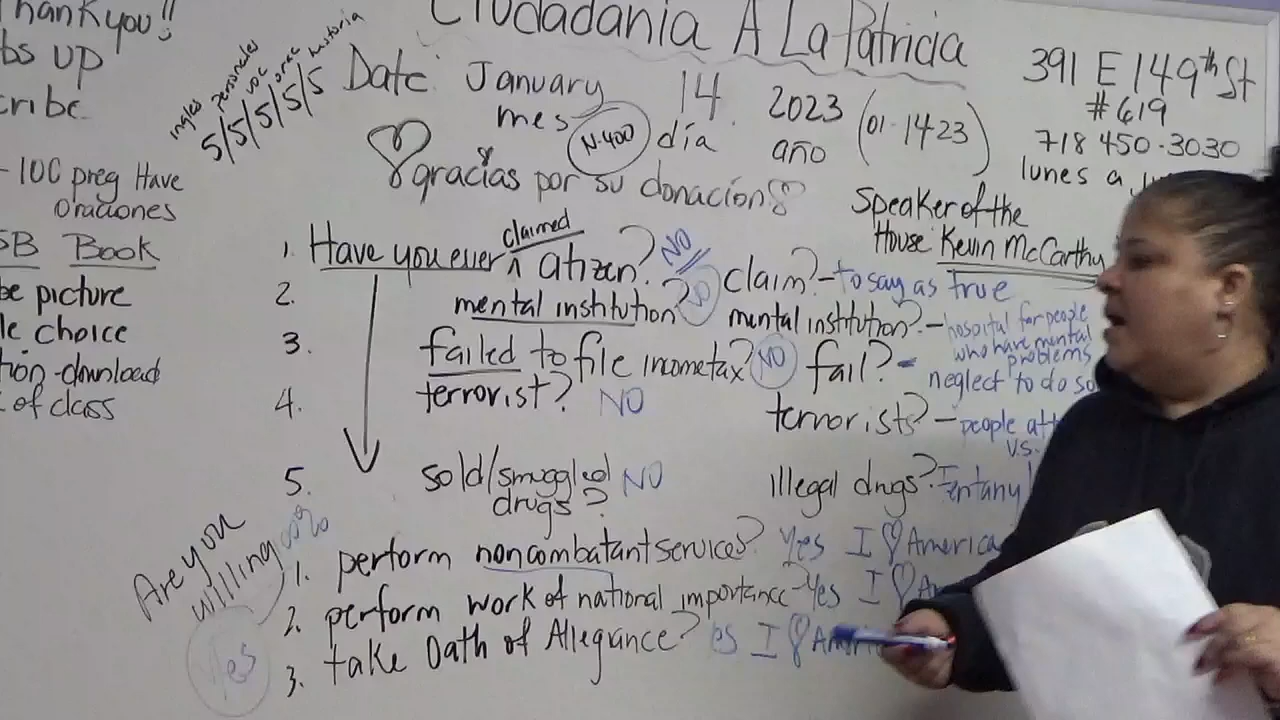 Thank you!!
bs UP
cribe
- 100 preg Have
Oraciones
SB Book
be picture
le choice
tion-download
of class
ingles personales voc orac historia
5/5/5/5/5
Ciudadania A La Patricia
Date: January 14 2023 (01-14-23)
mes día año
N-400
gracias por su donación
391 E 149th St
#619
718 450-3030
lunes a
Speaker of the
House Kevin McCarthy
1. Have you ever claimed citizen? NO
2. mental institution? NO
3. failed to file income tax? NO
4. terrorist? NO
5. sold/smuggled NO
drugs?
claim? - to say as true
mental institution? - hospital for people
who have mental
problems
fail? - neglect to do so
terrorists? - people att
U.S.
illegal drugs? Fentanyl
Are you
willing
Yes
1. perform noncombatant services? Yes I America
2. perform work of national importance - Yes I Am
3. take Oath of Allegrance? es I Ameri